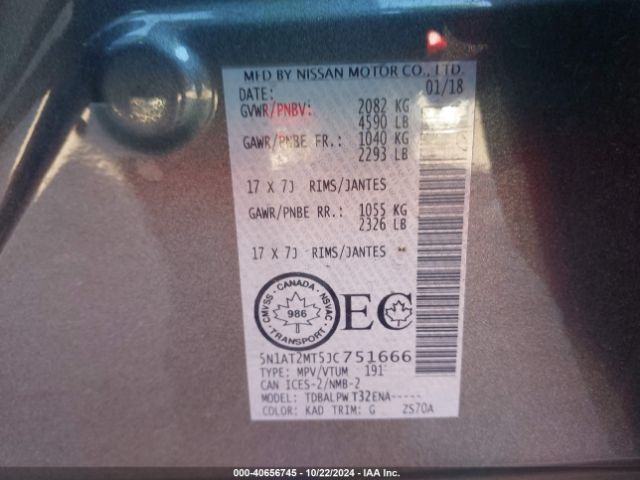 MFD BY NISSAN MOTOR CO., LTD.
DATE: 01/18
GVWR/PNBV: 2082 KG
4590 LB
GAWR/PNBE FR.: 1040 KG
2293 LB
17 X 7J RIMS/JANTES
GAWR/PNBE RR.: 1055 KG
2326 LB
17 X 7J RIMS/JANTES
CMVSS - CANADA - NSVAC
986
TRANSPORT
EC
5N1AT2MT5JC751666
TYPE: MPV/VTUM 191
CAN ICES-2/NMB-2
MODEL: TDBALPW T32ENA-----
COLOR: KAD TRIM: G 2S70A
000-40656745 - 10/22/2024 - IAA Inc.